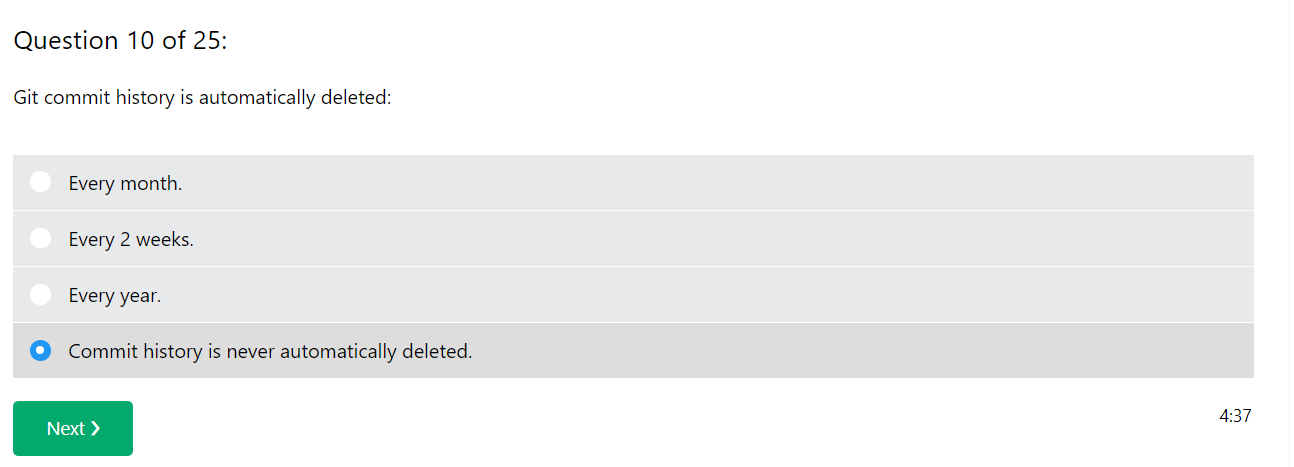 Question 10 of 25:
Git commit history is automatically deleted:
Every month.
Every 2 weeks.
Every year.
Commit history is never automatically deleted.
Next ❯
4:37